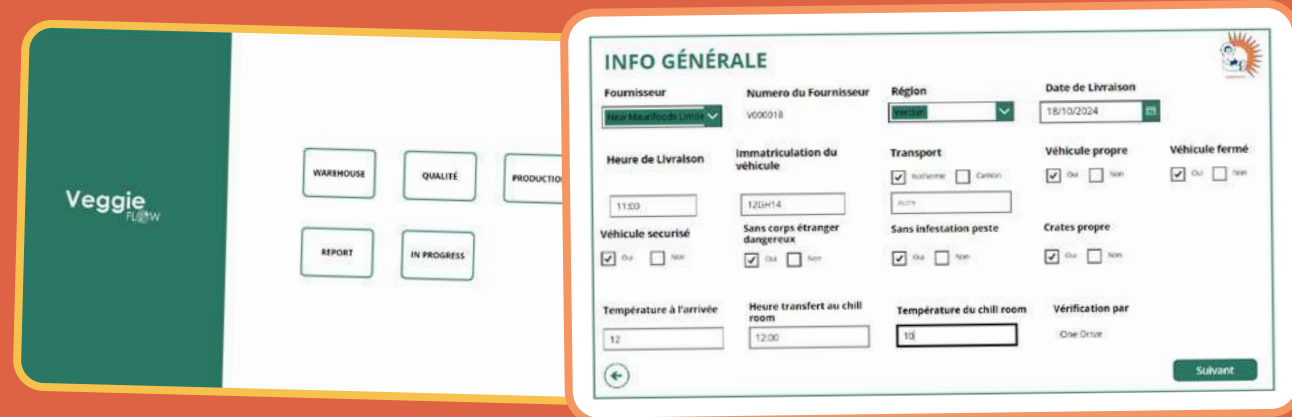 Veggie
FLOW
WAREHOUSE
QUALITÉ
PRODUCTIO
REPORT
IN PROGRESS
INFO GÉNÉRALE
Fournisseur
Numero du Fournisseur
Région
Date de Livraison
New Maurifoods Limite
V000018
Verdun
18/10/2024
Heure de Livraison
Immatriculation du
véhicule
Transport
Véhicule propre
Véhicule fermé
Isotherme
Camion
Oui
Non
Oui
Non
11:00
12GH14
Autre
Véhicule securisé
Sans corps étranger
dangereux
Sans infestation peste
Crates propre
Oui
Non
Oui
Non
Oui
Non
Oui
Non
Température à l'arrivée
Heure transfert au chill
room
Température du chill room
Vérification par
12
12:00
10
One Drive
Suivant